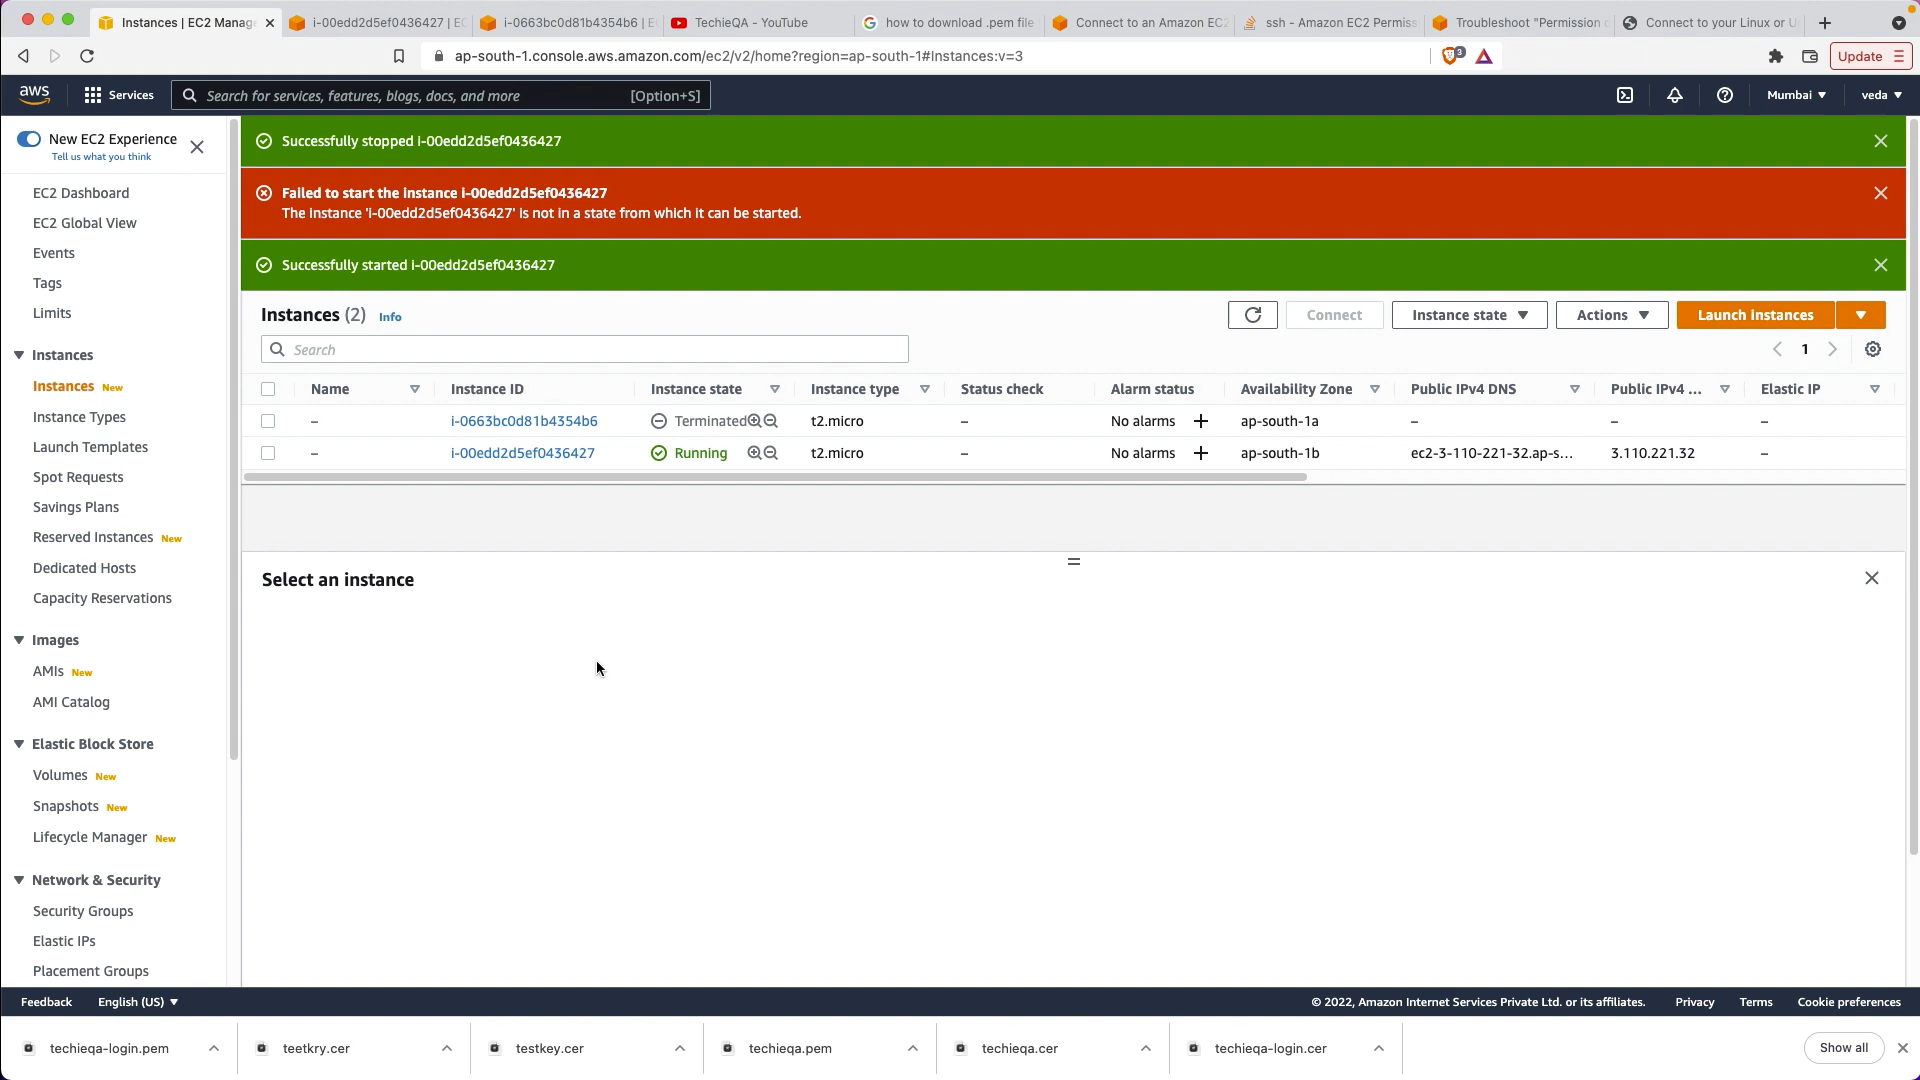 Instances | EC2 Manag
i-00edd2d5ef0436427 | EC
i-0663bc0d81b4354b6 | E
TechieQA - YouTube
how to download .pem file
Connect to an Amazon EC2
ssh - Amazon EC2 Permiss
Troubleshoot "Permission
Connect to your Linux or U
ap-south-1.console.aws.amazon.com/ec2/v2/home?region=ap-south-1#Instances:v=3
3
Update
aws
Services
Search for services, features, blogs, docs, and more
[Option+S]
Mumbai
veda
New EC2 Experience
Tell us what you think
EC2 Dashboard
EC2 Global View
Events
Tags
Limits
Instances
Instances New
Instance Types
Launch Templates
Spot Requests
Savings Plans
Reserved Instances New
Dedicated Hosts
Capacity Reservations
Images
AMIs New
AMI Catalog
Elastic Block Store
Volumes New
Snapshots New
Lifecycle Manager New
Network & Security
Security Groups
Elastic IPs
Placement Groups
Successfully stopped i-00edd2d5ef0436427
Failed to start the instance i-00edd2d5ef0436427
The instance 'i-00edd2d5ef0436427' is not in a state from which it can be started.
Successfully started i-00edd2d5ef0436427
Instances (2) Info
Connect
Instance state
Actions
Launch instances
Search
1
Name Instance ID Instance state Instance type Status check Alarm status Availability Zone Public IPv4 DNS Public IPv4 ... Elastic IP
– i-0663bc0d81b4354b6 Terminated t2.micro – No alarms + ap-south-1a – – –
– i-00edd2d5ef0436427 Running t2.micro – No alarms + ap-south-1b ec2-3-110-221-32.ap-s... 3.110.221.32 –
Select an instance
Feedback
English (US)
© 2022, Amazon Internet Services Private Ltd. or its affiliates.
Privacy
Terms
Cookie preferences
techieqa-login.pem
teetkry.cer
testkey.cer
techieqa.pem
techieqa.cer
techieqa-login.cer
Show all